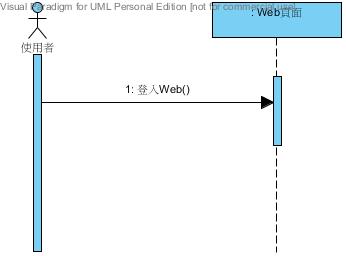 Visual Paradigm for UML Personal Edition [not for commercial use]
: Web頁面
使用者
1: 登入Web()